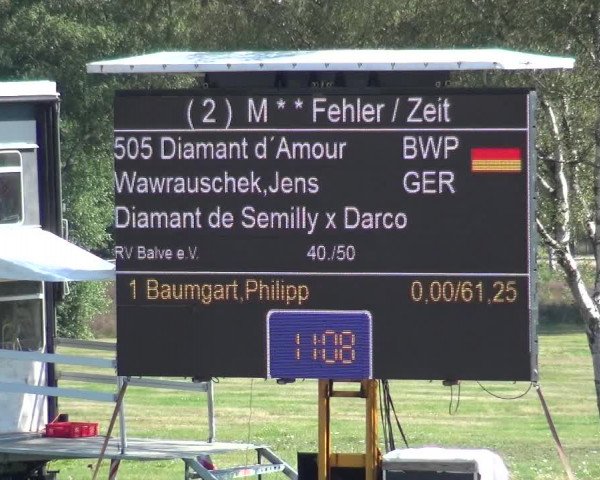 ( 2 ) M * * Fehler / Zeit
505 Diamant d´Amour BWP
Wawrauschek,Jens GER
Diamant de Semilly x Darco
RV Balve e.V. 40./50
1 Baumgart,Philipp 0,00/61,25
11:08